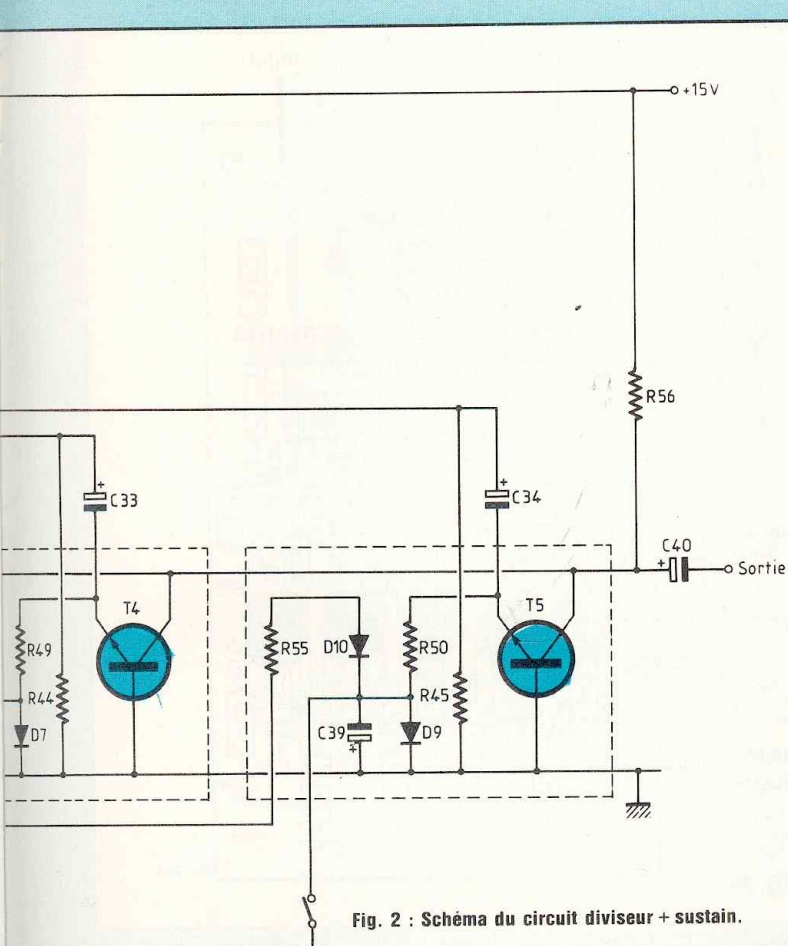 +15V
R56
+
C33
+
C34
C40
+
Sortie
T4
T5
R49
R55
D10
R50
R44
R45
D7
C39
+
D9
Fig. 2 : Schéma du circuit diviseur + sustain.